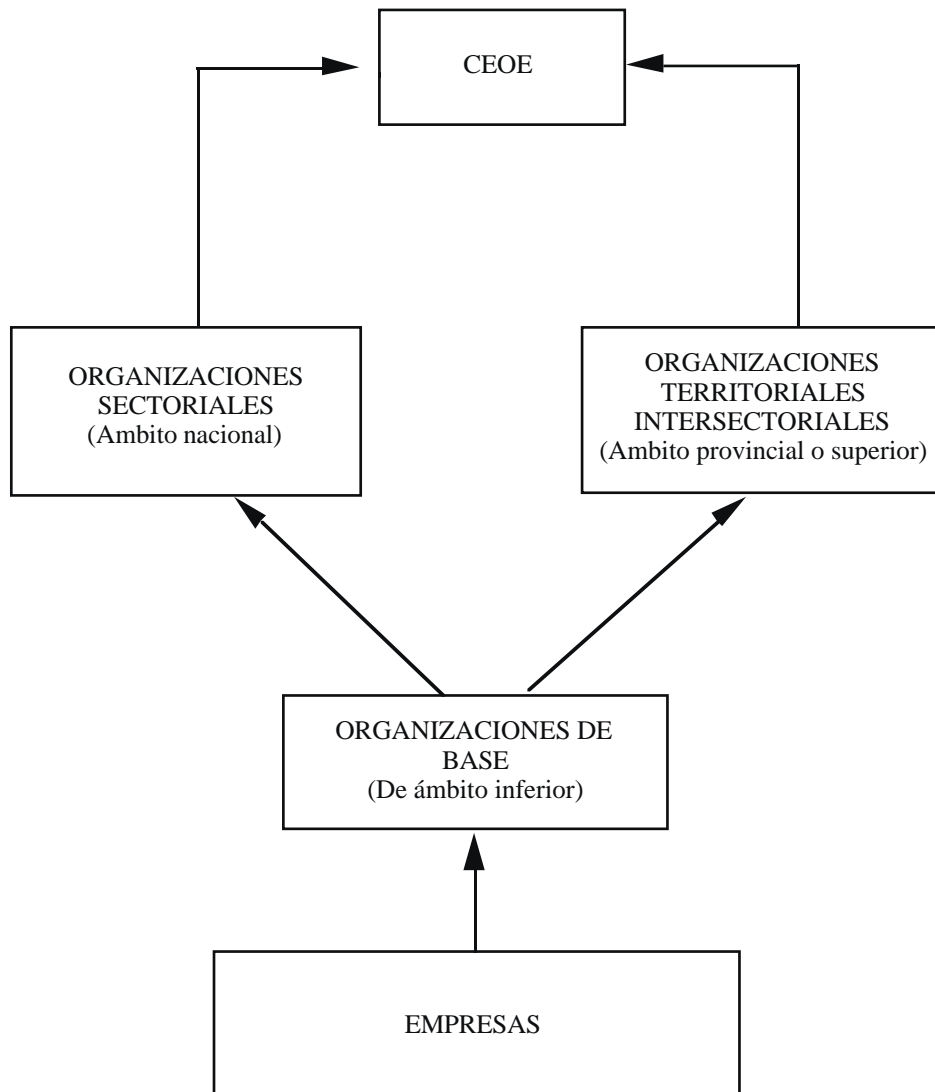 CEOE
ORGANIZACIONES
SECTORIALES
(Ambito nacional)
ORGANIZACIONES
TERRITORIALES
INTERSECTORIALES
(Ambito provincial o superior)
ORGANIZACIONES DE
BASE
(De ámbito inferior)
EMPRESAS